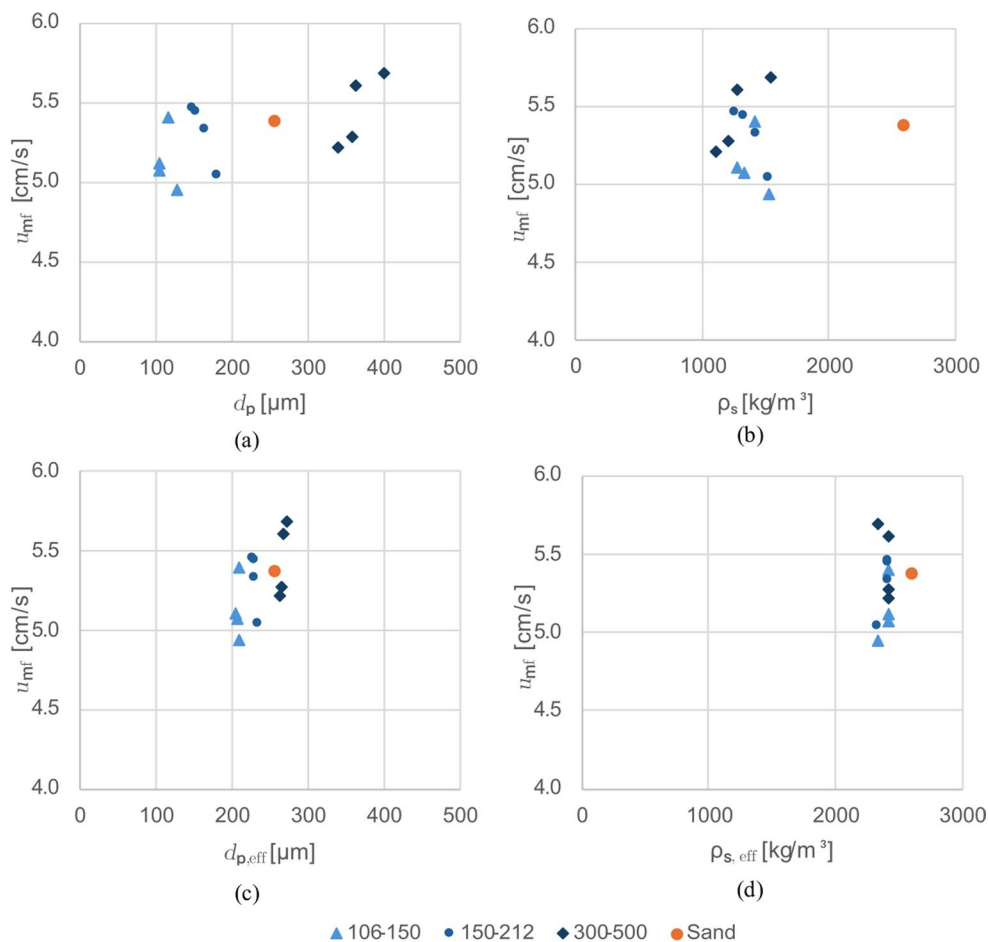 6.0
5.5
5.0
4.5
4.0
u_mf [cm/s]
0 100 200 300 400 500
d_p [µm]
(a)
6.0
5.5
5.0
4.5
4.0
u_mf [cm/s]
0 1000 2000 3000
ρ_s [kg/m³]
(b)
6.0
5.5
5.0
4.5
4.0
u_mf [cm/s]
0 100 200 300 400 500
d_p,eff [µm]
(c)
6.0
5.5
5.0
4.5
4.0
u_mf [cm/s]
0 1000 2000 3000
ρ_s, eff [kg/m³]
(d)
106-150 150-212 300-500 Sand